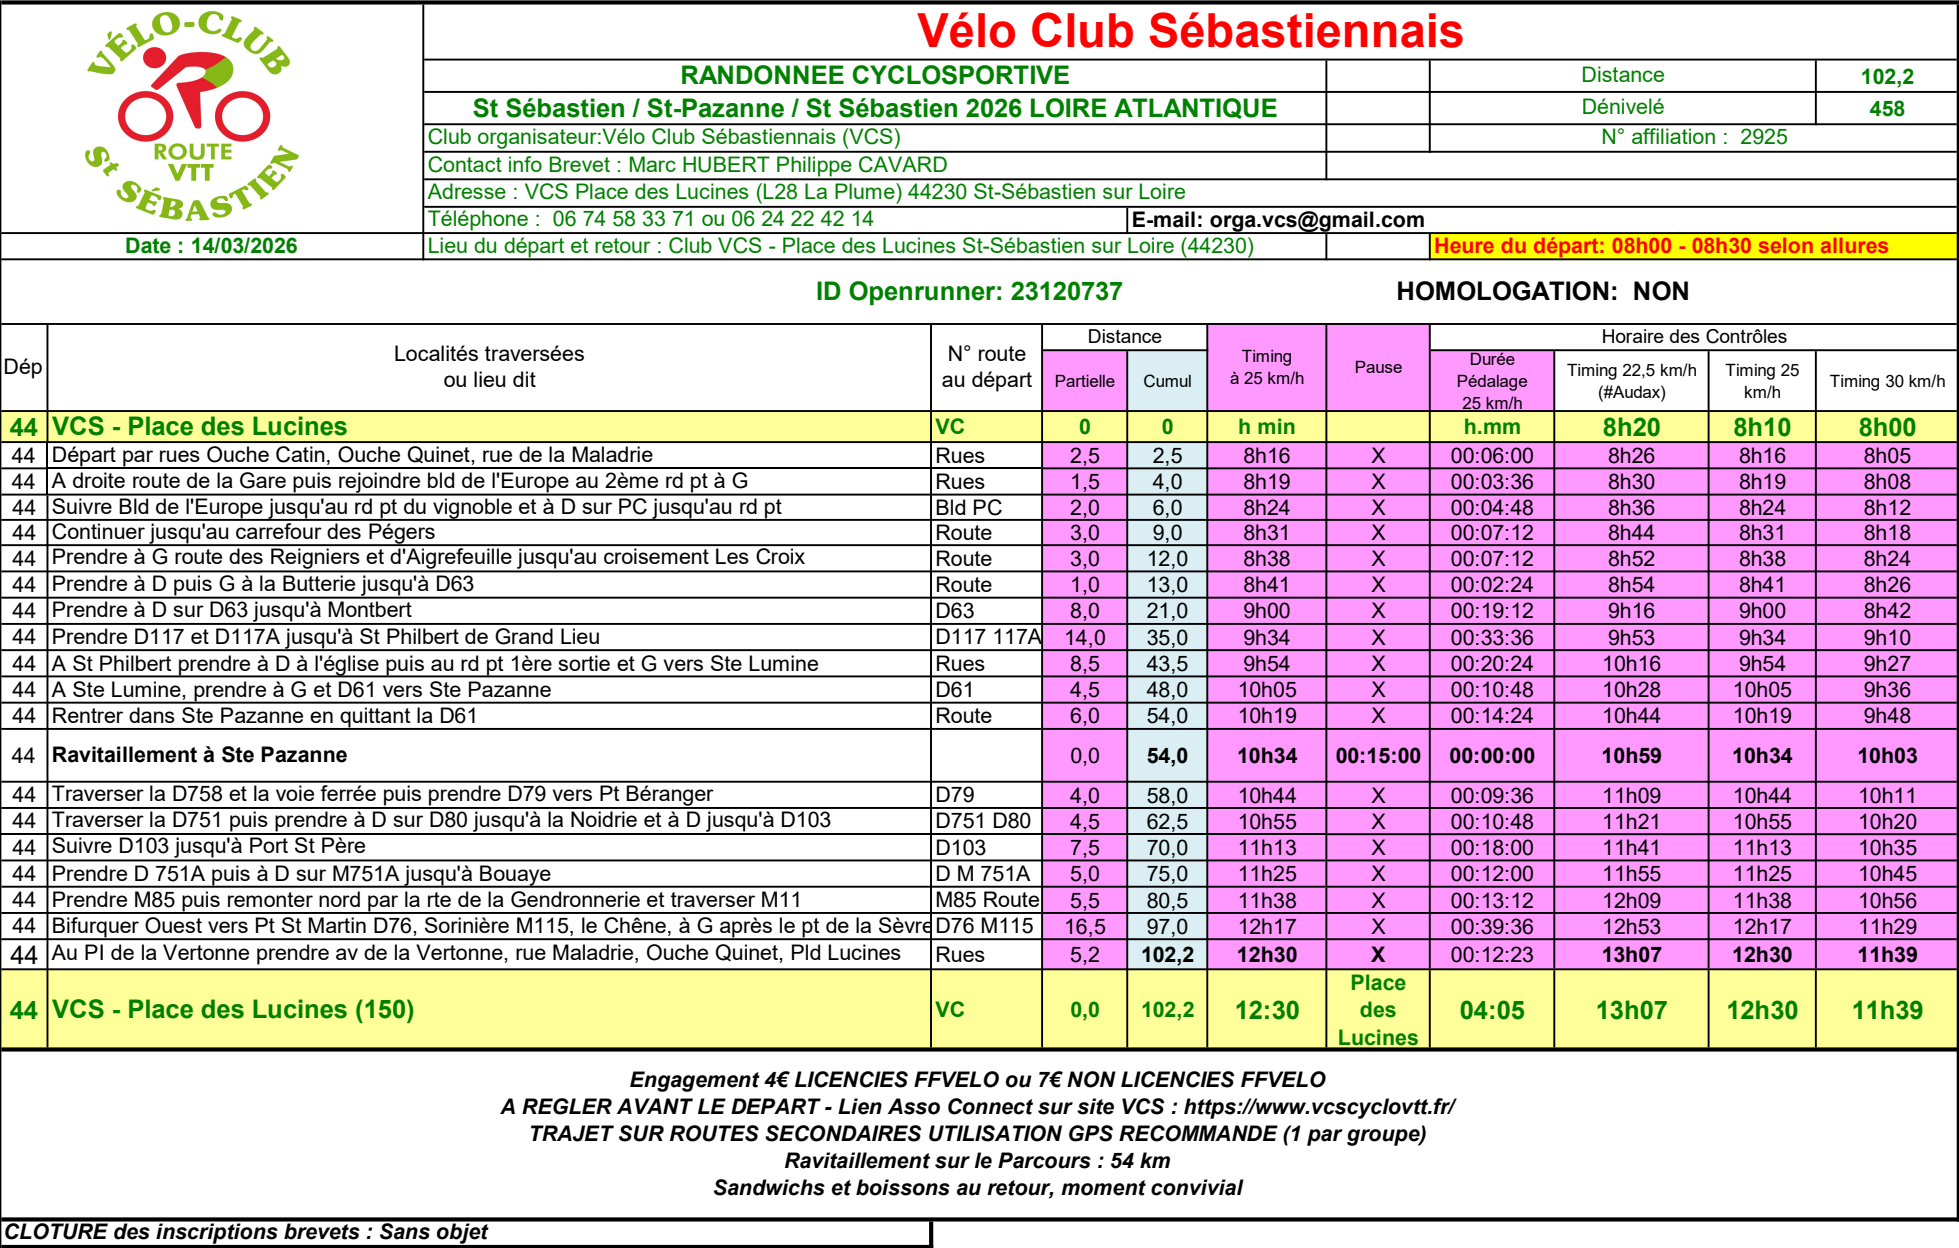 VÉLO-CLUB
ROUTE
VTT
St SÉBASTIEN
Vélo Club Sébastiennais
RANDONNEE CYCLOSPORTIVE Distance 102,2
St Sébastien / St-Pazanne / St Sébastien 2026 LOIRE ATLANTIQUE Dénivelé 458
Club organisateur:Vélo Club Sébastiennais (VCS) N° affiliation : 2925
Contact info Brevet : Marc HUBERT Philippe CAVARD
Adresse : VCS Place des Lucines (L28 La Plume) 44230 St-Sébastien sur Loire
Téléphone : 06 74 58 33 71 ou 06 24 22 42 14 E-mail: orga.vcs@gmail.com
Date : 14/03/2026 Lieu du départ et retour : Club VCS - Place des Lucines St-Sébastien sur Loire (44230) Heure du départ: 08h00 - 08h30 selon allures
ID Openrunner: 23120737 HOMOLOGATION: NON
Dép
Localités traversées
ou lieu dit
N° route
au départ
Distance
Partielle Cumul
Timing
à 25 km/h
Pause
Horaire des Contrôles
Durée
Pédalage
25 km/h
Timing 22,5 km/h
(#Audax)
Timing 25
km/h
Timing 30 km/h
44 VCS - Place des Lucines VC 0 0 h min h.mm 8h20 8h10 8h00
44 Départ par rues Ouche Catin, Ouche Quinet, rue de la Maladrie Rues 2,5 2,5 8h16 X 00:06:00 8h26 8h16 8h05
44 A droite route de la Gare puis rejoindre bld de l'Europe au 2ème rd pt à G Rues 1,5 4,0 8h19 X 00:03:36 8h30 8h19 8h08
44 Suivre Bld de l'Europe jusqu'au rd pt du vignoble et à D sur PC jusqu'au rd pt Bld PC 2,0 6,0 8h24 X 00:04:48 8h36 8h24 8h12
44 Continuer jusqu'au carrefour des Pégers Route 3,0 9,0 8h31 X 00:07:12 8h44 8h31 8h18
44 Prendre à G route des Reigniers et d'Aigrefeuille jusqu'au croisement Les Croix Route 3,0 12,0 8h38 X 00:07:12 8h52 8h38 8h24
44 Prendre à D puis G à la Butterie jusqu'à D63 Route 1,0 13,0 8h41 X 00:02:24 8h54 8h41 8h26
44 Prendre à D sur D63 jusqu'à Montbert D63 8,0 21,0 9h00 X 00:19:12 9h16 9h00 8h42
44 Prendre D117 et D117A jusqu'à St Philbert de Grand Lieu D117 117A 14,0 35,0 9h34 X 00:33:36 9h53 9h34 9h10
44 A St Philbert prendre à D à l'église puis au rd pt 1ère sortie et G vers Ste Lumine Rues 8,5 43,5 9h54 X 00:20:24 10h16 9h54 9h27
44 A Ste Lumine, prendre à G et D61 vers Ste Pazanne D61 4,5 48,0 10h05 X 00:10:48 10h28 10h05 9h36
44 Rentrer dans Ste Pazanne en quittant la D61 Route 6,0 54,0 10h19 X 00:14:24 10h44 10h19 9h48
44 Ravitaillement à Ste Pazanne 0,0 54,0 10h34 00:15:00 00:00:00 10h59 10h34 10h03
44 Traverser la D758 et la voie ferrée puis prendre D79 vers Pt Béranger D79 4,0 58,0 10h44 X 00:09:36 11h09 10h44 10h11
44 Traverser la D751 puis prendre à D sur D80 jusqu'à la Noidrie et à D jusqu'à D103 D751 D80 4,5 62,5 10h55 X 00:10:48 11h21 10h55 10h20
44 Suivre D103 jusqu'à Port St Père D103 7,5 70,0 11h13 X 00:18:00 11h41 11h13 10h35
44 Prendre D 751A puis à D sur M751A jusqu'à Bouaye D M 751A 5,0 75,0 11h25 X 00:12:00 11h55 11h25 10h45
44 Prendre M85 puis remonter nord par la rte de la Gendronnerie et traverser M11 M85 Route 5,5 80,5 11h38 X 00:13:12 12h09 11h38 10h56
44 Bifurquer Ouest vers Pt St Martin D76, Sorinière M115, le Chêne, à G après le pt de la Sèvre D76 M115 16,5 97,0 12h17 X 00:39:36 12h53 12h17 11h29
44 Au PI de la Vertonne prendre av de la Vertonne, rue Maladrie, Ouche Quinet, Pld Lucines Rues 5,2 102,2 12h30 X 00:12:23 13h07 12h30 11h39
44 VCS - Place des Lucines (150) VC 0,0 102,2 12:30 Place des Lucines 04:05 13h07 12h30 11h39
Engagement 4€ LICENCIES FFVELO ou 7€ NON LICENCIES FFVELO
A REGLER AVANT LE DEPART - Lien Asso Connect sur site VCS : https://www.vcscyclovtt.fr/
TRAJET SUR ROUTES SECONDAIRES UTILISATION GPS RECOMMANDE (1 par groupe)
Ravitaillement sur le Parcours : 54 km
Sandwichs et boissons au retour, moment convivial
CLOTURE des inscriptions brevets : Sans objet